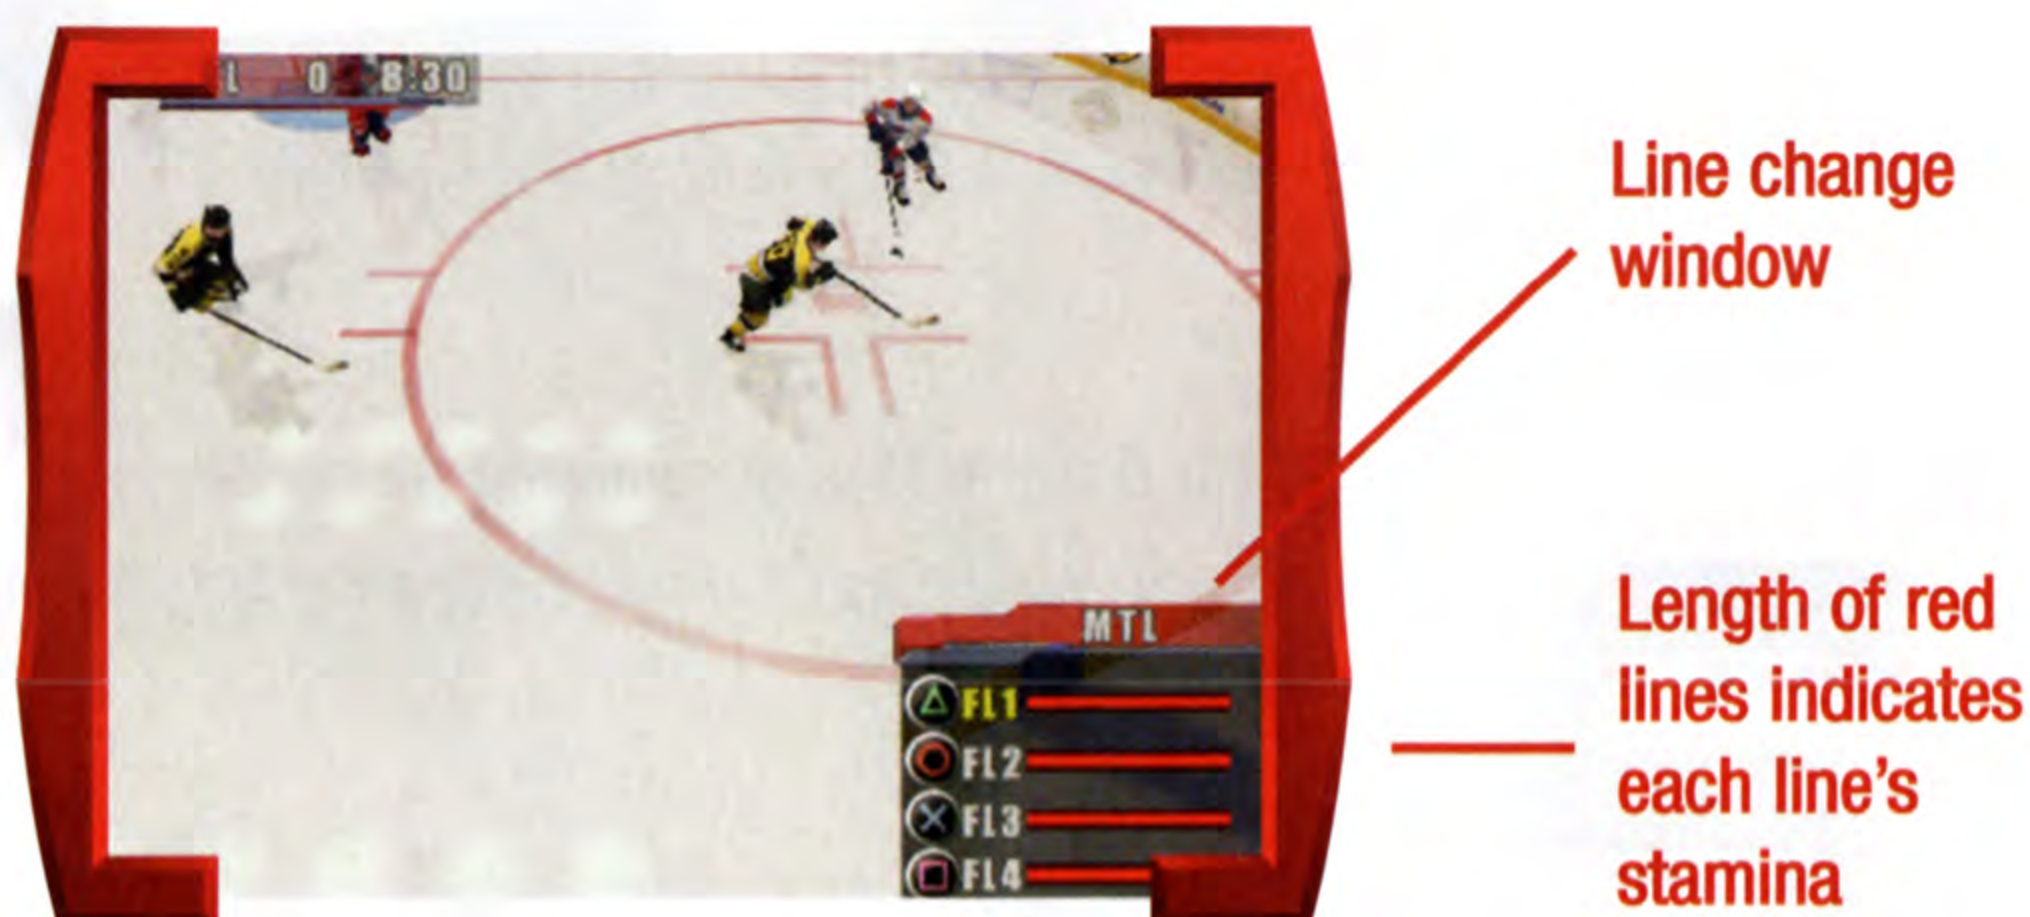 L 0 8:30
Line change
window
MTL
FL1
FL2
FL3
FL4
Length of red
lines indicates
each line's
stamina